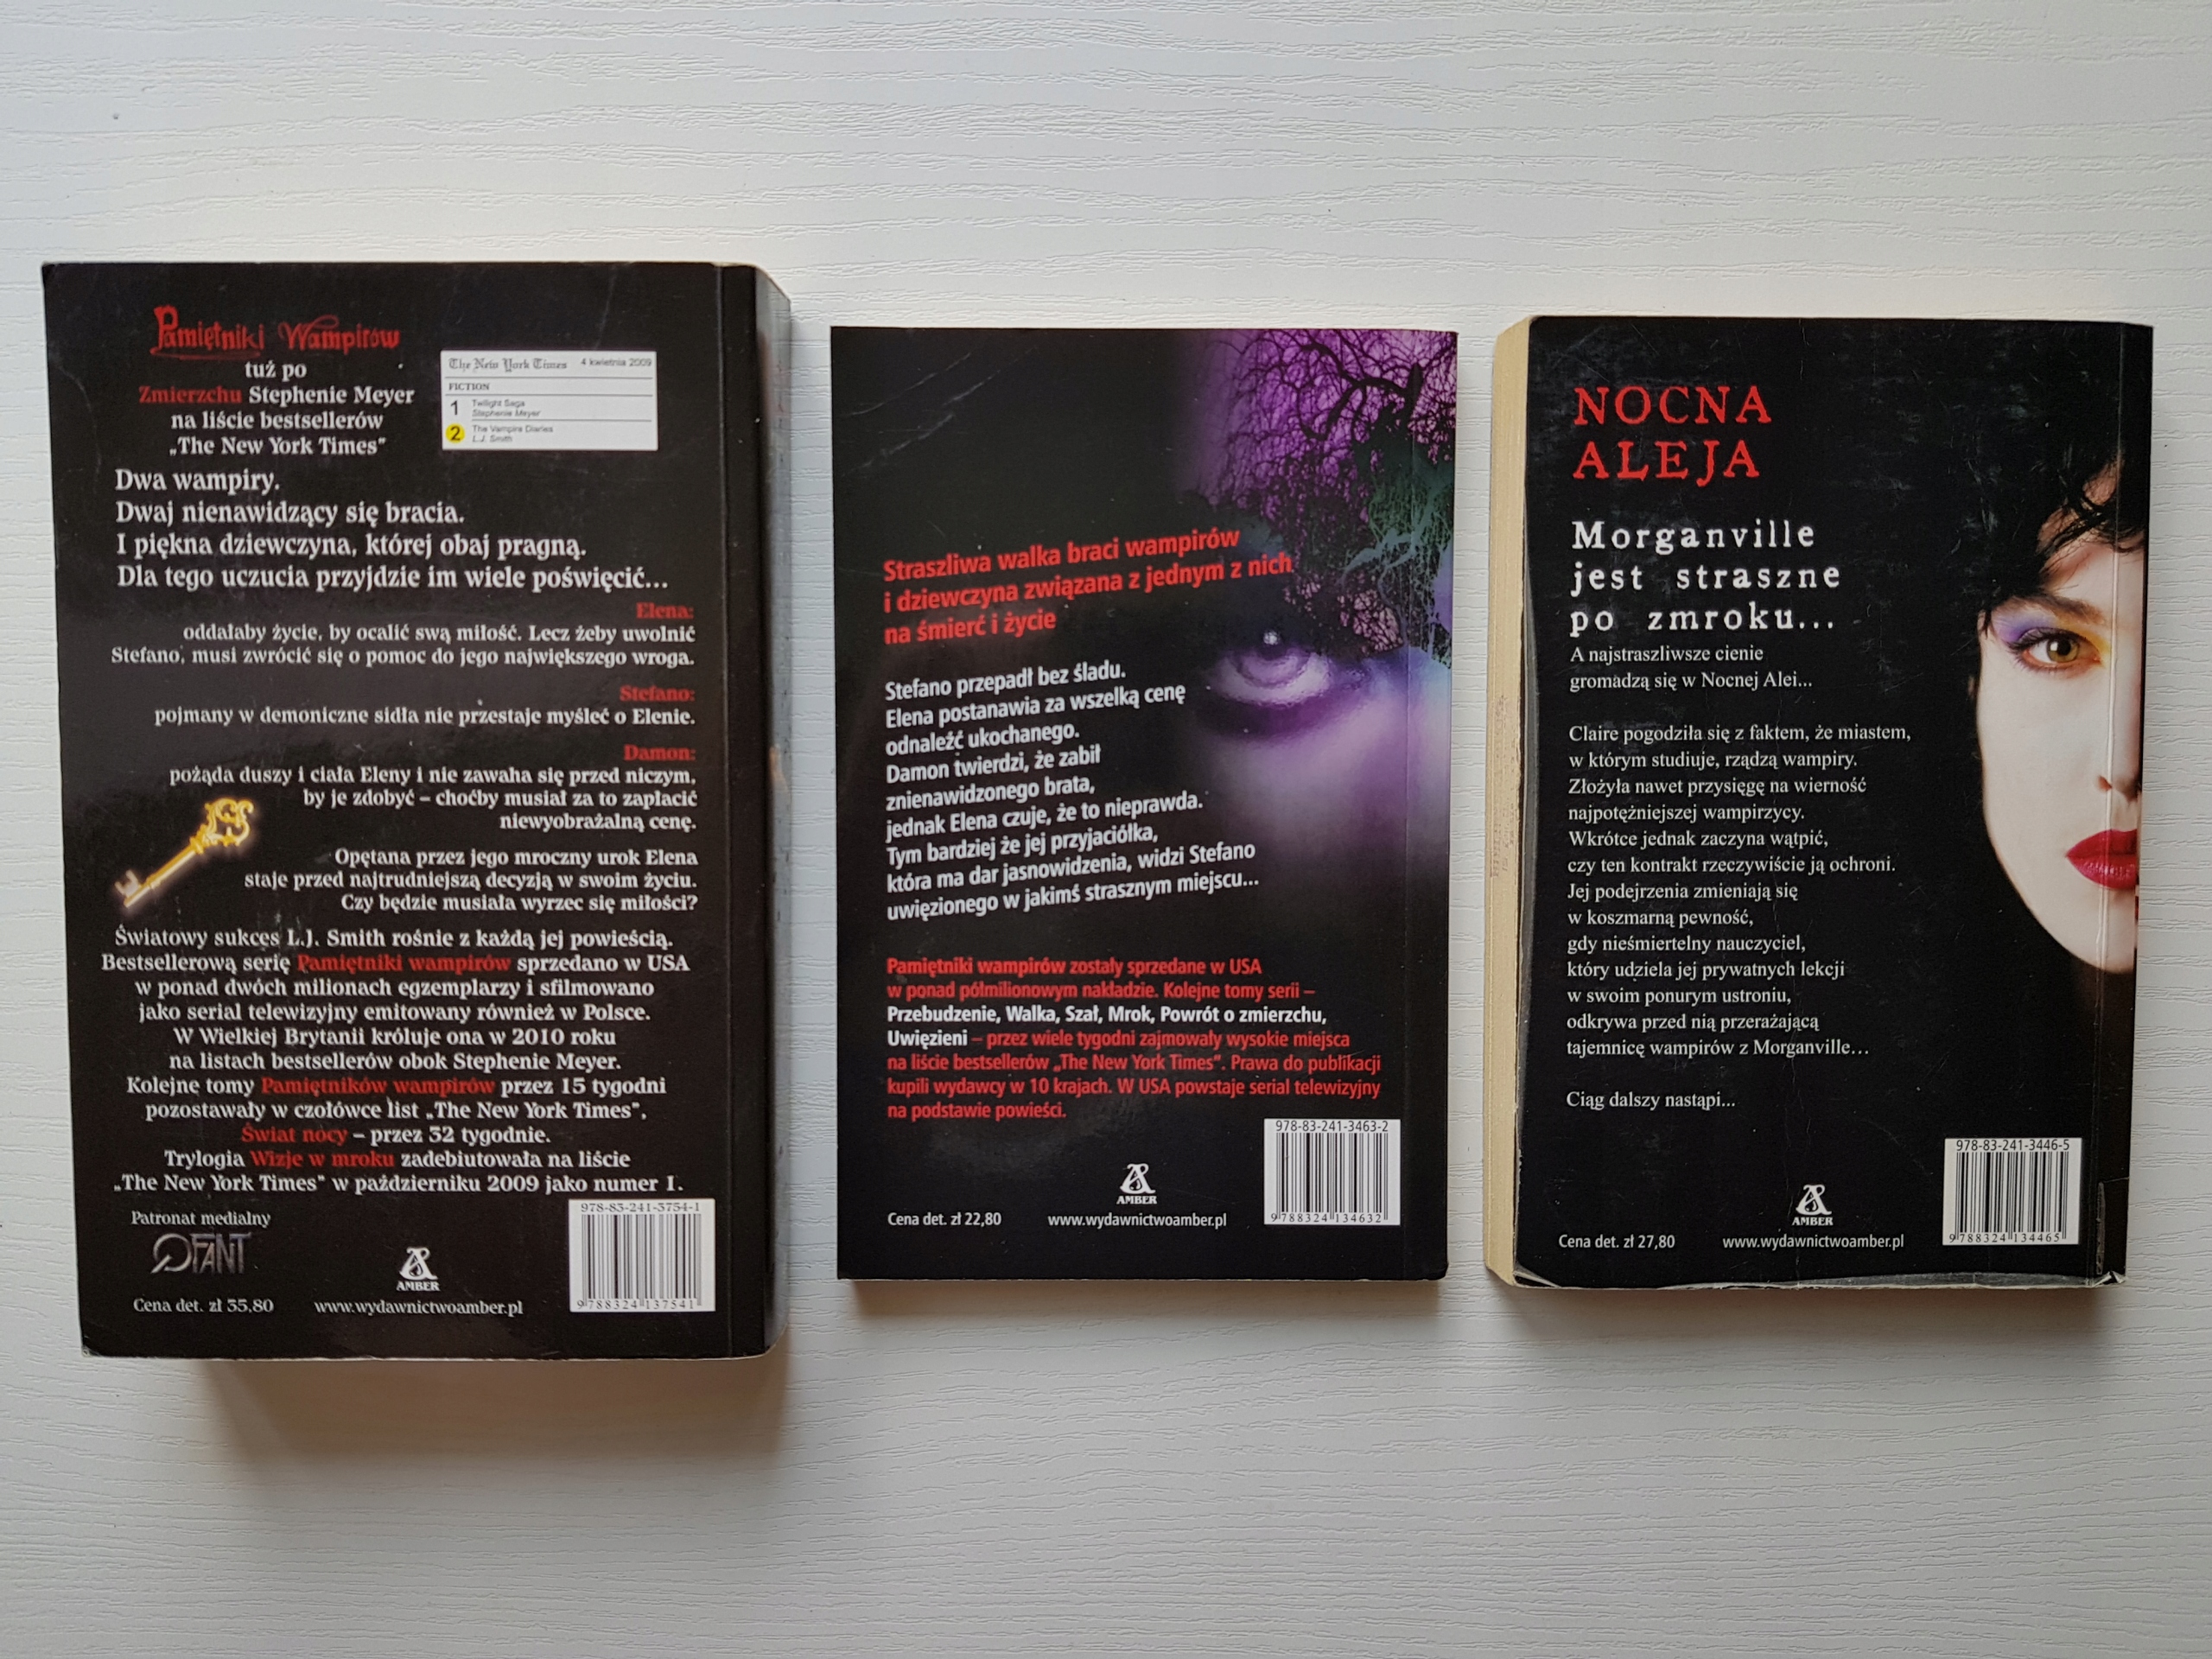 Pamiętniki Wampirów
tuż po
Zmierzchu Stephenie Meyer
na liście bestsellerów
„The New York Times”
The New York Times 4 kwietnia 2009
FICTION
1 Twilight Saga
Stephenie Meyer
2 The Vampire Diaries
L.J. Smith
Dwa wampiry.
Dwaj nienawidzący się bracia.
I piękna dziewczyna, której obaj pragną.
Dla tego uczucia przyjdzie im wiele poświęcić...
Elena:
oddałaby życie, by ocalić swą miłość. Lecz żeby uwolnić
Stefano, musi zwrócić się o pomoc do jego największego wroga.
Stefano:
pojmany w demoniczne sidła nie przestaje myśleć o Elenie.
Damon:
pożąda duszy i ciała Eleny i nie zawaha się przed niczym,
by je zdobyć – choćby musiał za to zapłacić
niewyobrażalną cenę.
Opętana przez jego mroczny urok Elena
staje przed najtrudniejszą decyzją w swoim życiu.
Czy będzie musiała wyrzec się miłości?
Światowy sukces L.J. Smith rośnie z każdą jej powieścią.
Bestsellerową serię Pamiętniki wampirów sprzedano w USA
w ponad dwóch milionach egzemplarzy i sfilmowano
jako serial telewizyjny emitowany również w Polsce.
W Wielkiej Brytanii króluje ona w 2010 roku
na listach bestsellerów obok Stephenie Meyer.
Kolejne tomy Pamiętników wampirów przez 15 tygodni
pozostawały w czołówce list „The New York Times”,
Świat nocy – przez 32 tygodnie.
Trylogia Wizje w mroku zadebiutowała na liście
„The New York Times” w październiku 2009 jako numer 1.
Patronat medialny
QFANT
AMBER
Cena det. zł 35,80
www.wydawnictwoamber.pl
978-83-241-3754-1
9 788324 137541
Straszliwa walka braci wampirów
i dziewczyna związana z jednym z nich
na śmierć i życie
Stefano przepadł bez śladu.
Elena postanawia za wszelką cenę
odnaleźć ukochanego.
Damon twierdzi, że zabił
znienawidzonego brata,
jednak Elena czuje, że to nieprawda.
Tym bardziej że jej przyjaciółka,
która ma dar jasnowidzenia, widzi Stefano
uwięzionego w jakimś strasznym miejscu...
Pamiętniki wampirów zostały sprzedane w USA
w ponad półmilionowym nakładzie. Kolejne tomy serii –
Przebudzenie, Walka, Szał, Mrok, Powrót o zmierzchu,
Uwięzieni – przez wiele tygodni zajmowały wysokie miejsca
na liście bestsellerów „The New York Times”. Prawa do publikacji
kupili wydawcy w 10 krajach. W USA powstaje serial telewizyjny
na podstawie powieści.
978-83-241-3463-2
9 788324 134632
AMBER
Cena det. zł 22,80
www.wydawnictwoamber.pl
NOCNA
ALEJA
Morganville
jest straszne
po zmroku...
A najstraszliwsze cienie
gromadzą się w Nocnej Alei...
Claire pogodziła się z faktem, że miastem,
w którym studiuje, rządzą wampiry.
Złożyła nawet przysięgę na wierność
najpotężniejszej wampirzycy.
Wkrótce jednak zaczyna wątpić,
czy ten kontrakt rzeczywiście ją ochroni.
Jej podejrzenia zmieniają się
w koszmarną pewność,
gdy nieśmiertelny nauczyciel,
który udziela jej prywatnych lekcji
w swoim ponurym ustroniu,
odkrywa przed nią przerażającą
tajemnicę wampirów z Morganville...
Ciąg dalszy nastąpi...
978-83-241-3446-5
9 788324 134465
AMBER
Cena det. zł 27,80
www.wydawnictwoamber.pl